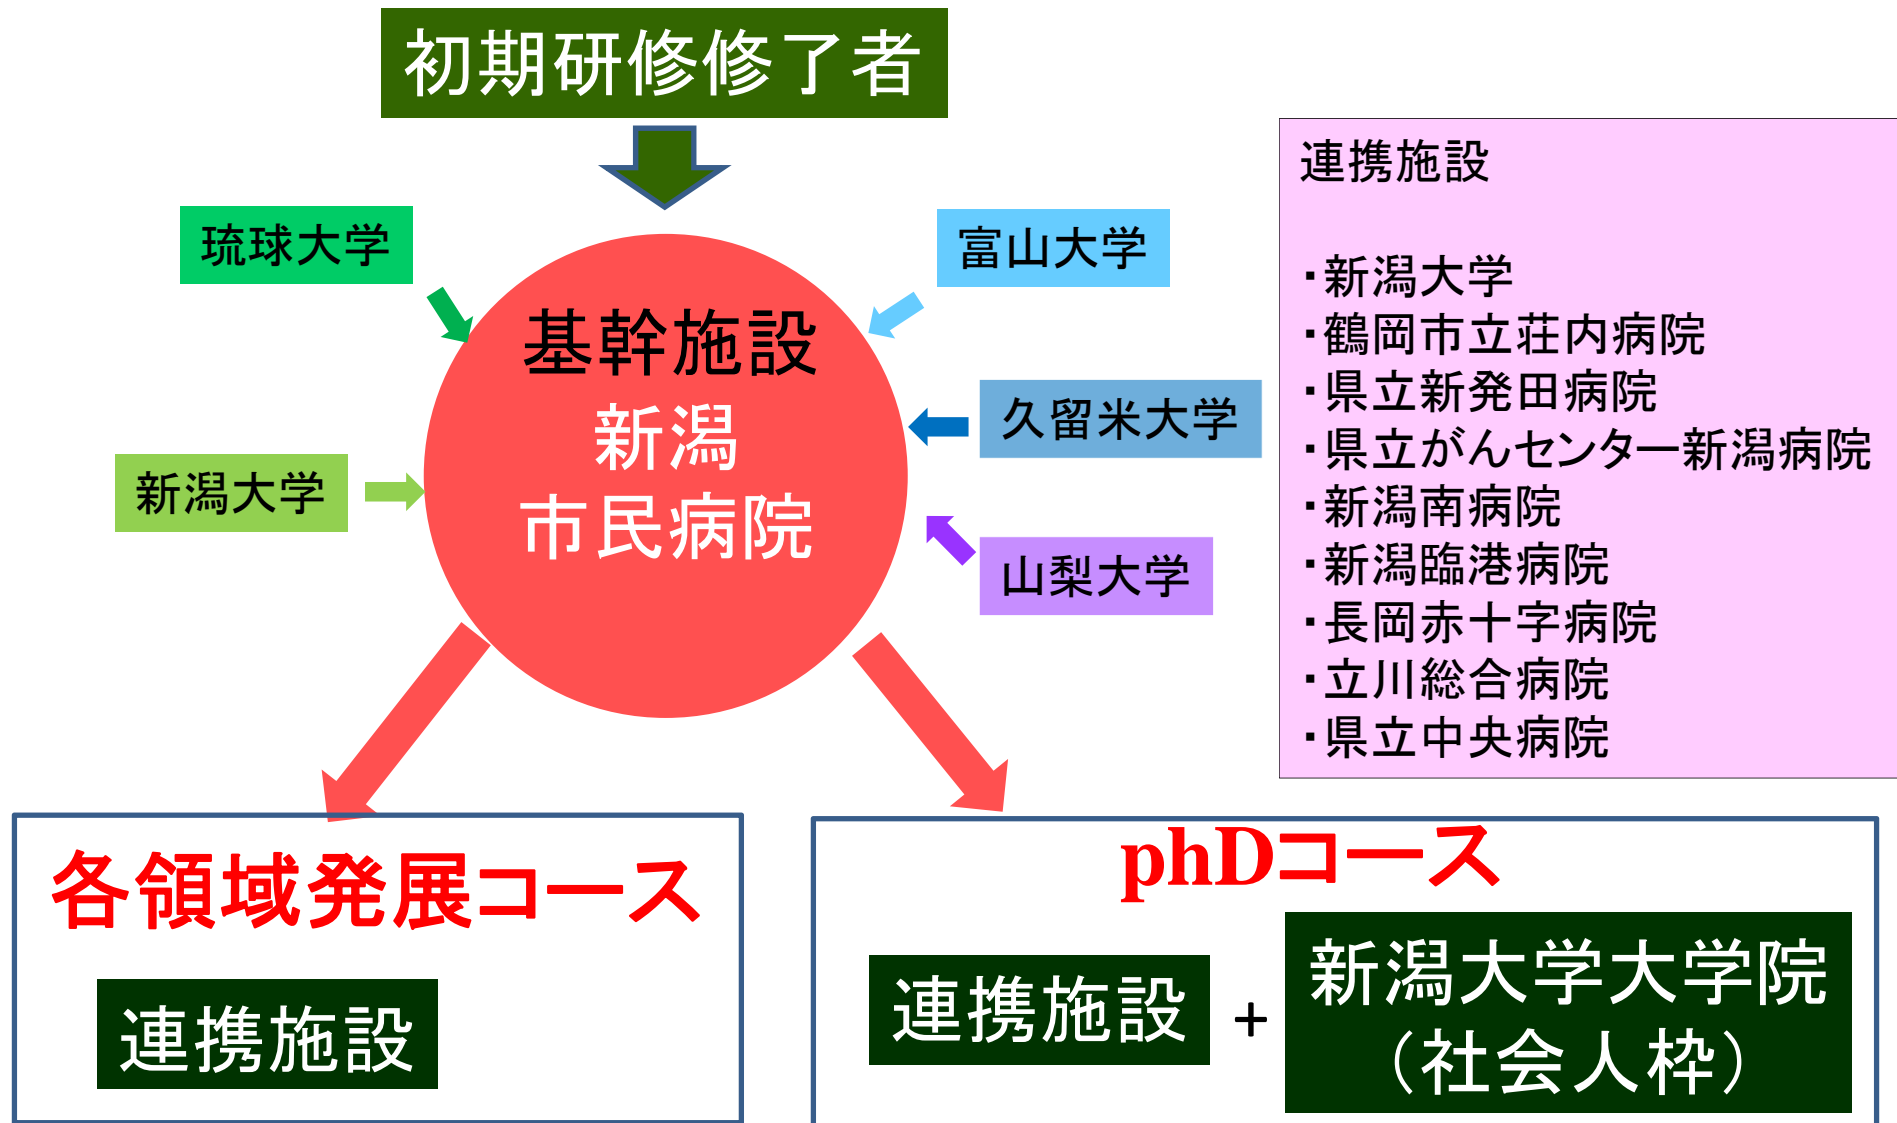 初期研修修了者
琉球大学
富山大学
基幹施設
新潟
市民病院
久留米大学
新潟大学
山梨大学
連携施設
・新潟大学
・鶴岡市立荘内病院
・県立新発田病院
・県立がんセンター新潟病院
・新潟南病院
・新潟臨港病院
・長岡赤十字病院
・立川総合病院
・県立中央病院
各領域発展コース
連携施設
phDコース
連携施設
+
新潟大学大学院
（社会人枠）